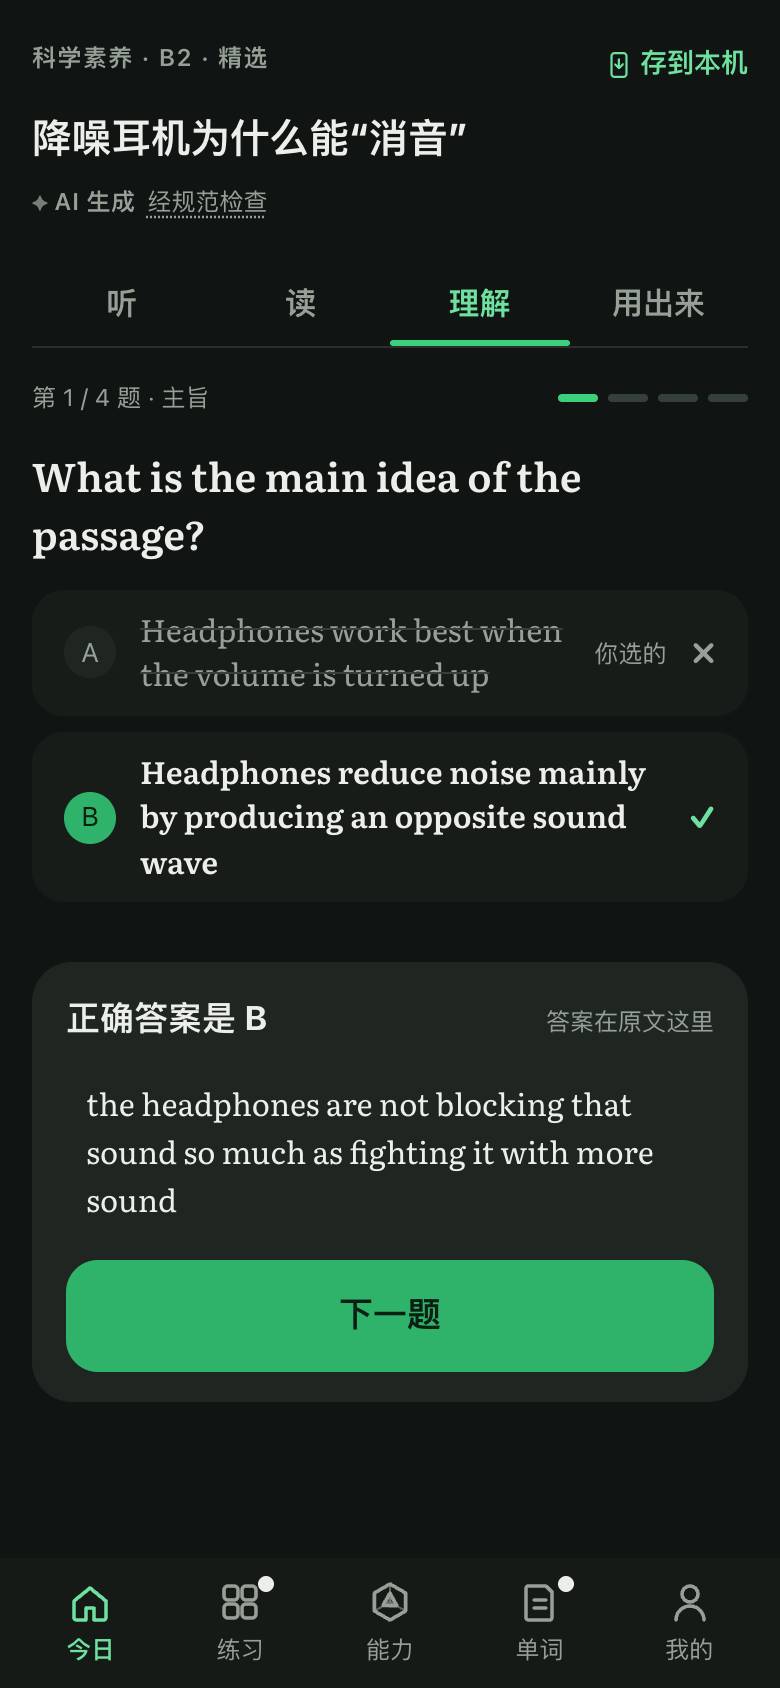 科学素养 · B2 · 精选
存到本机
降噪耳机为什么能“消音”
AI 生成 经规范检查
听 读 理解 用出来
第 1 / 4 题 · 主旨
What is the main idea of the
passage?
A
Headphones work best when
the volume is turned up
你选的
B
Headphones reduce noise mainly
by producing an opposite sound
wave
正确答案是 B
答案在原文这里
the headphones are not blocking that
sound so much as fighting it with more
sound
下一题
今日 练习 能力 单词 我的